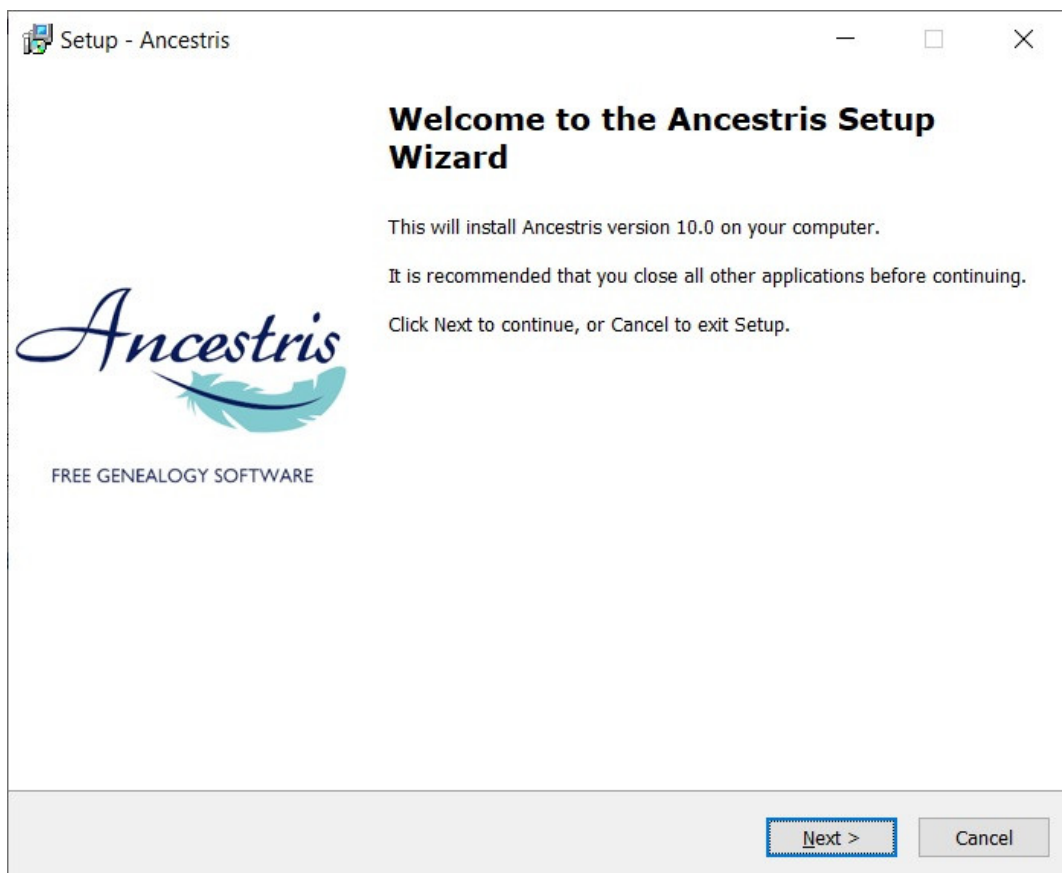 Setup - Ancestris
Welcome to the Ancestris Setup
Wizard
This will install Ancestris version 10.0 on your computer.
It is recommended that you close all other applications before continuing.
Click Next to continue, or Cancel to exit Setup.
Ancestris
FREE GENEALOGY SOFTWARE
Next >
Cancel